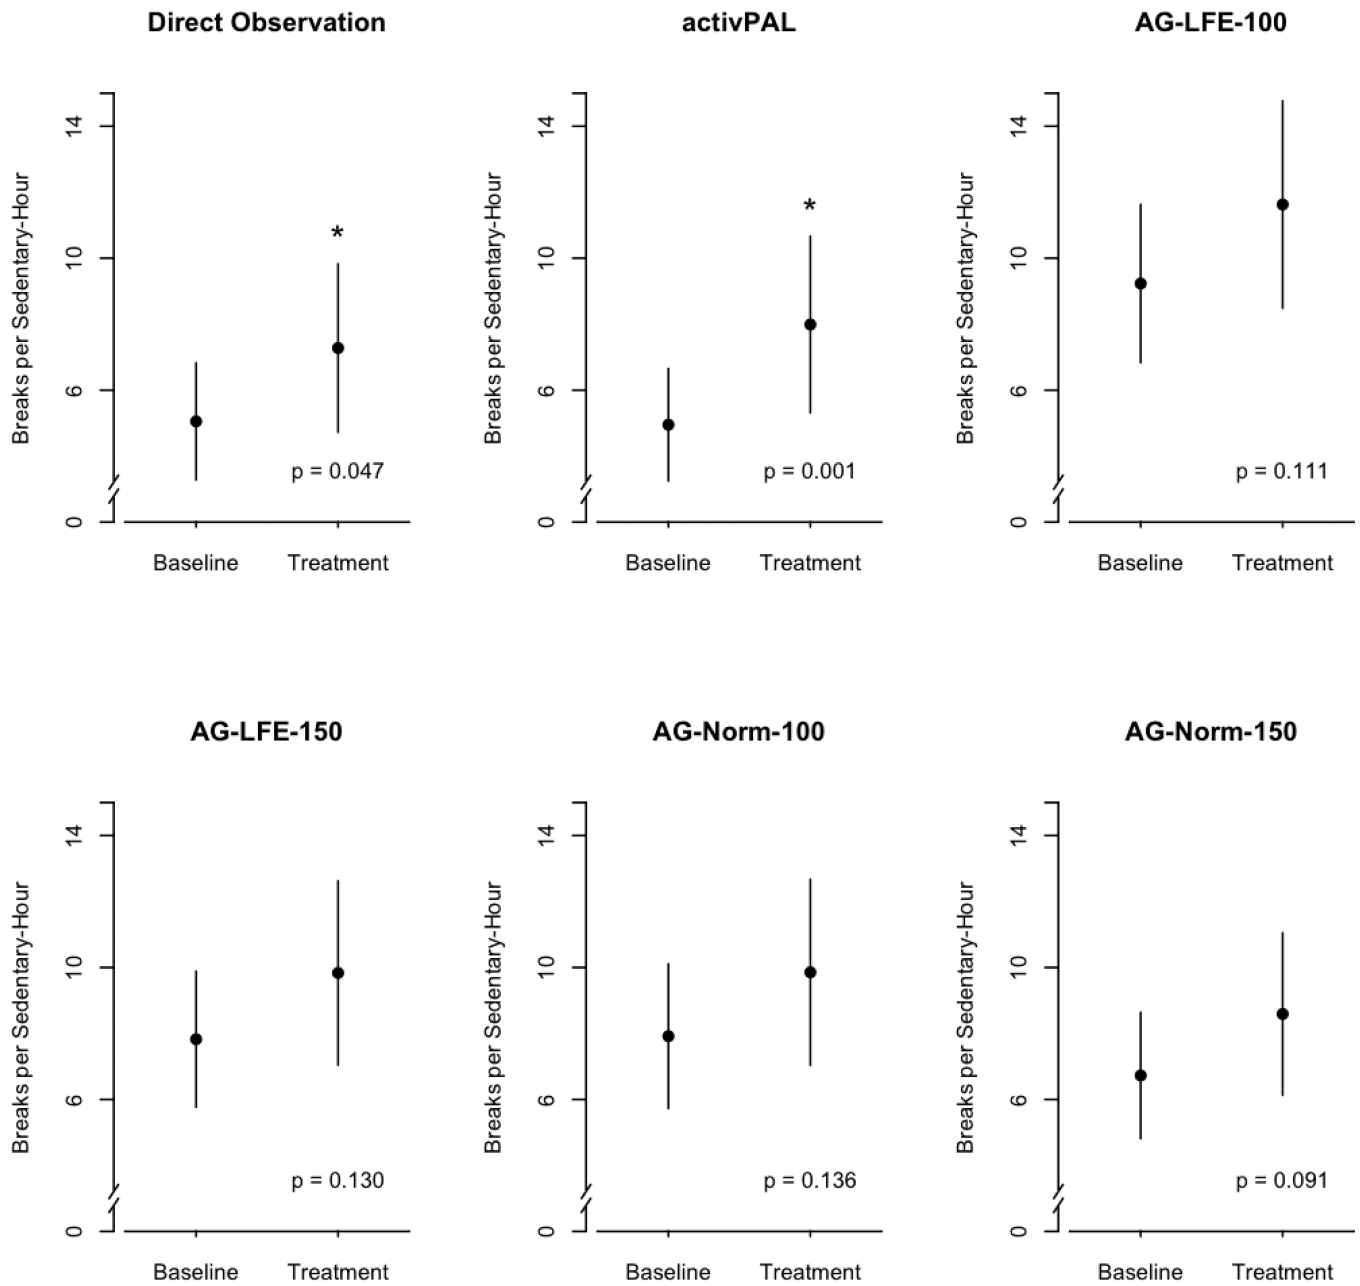 Direct Observation
activPAL
AG-LFE-100
Breaks per Sedentary-Hour
14
10
6
0
*
p = 0.047
Baseline
Treatment
Breaks per Sedentary-Hour
14
10
6
0
*
p = 0.001
Baseline
Treatment
Breaks per Sedentary-Hour
14
10
6
0
p = 0.111
Baseline
Treatment
AG-LFE-150
AG-Norm-100
AG-Norm-150
Breaks per Sedentary-Hour
14
10
6
0
p = 0.130
Baseline
Treatment
Breaks per Sedentary-Hour
14
10
6
0
p = 0.136
Baseline
Treatment
Breaks per Sedentary-Hour
14
10
6
0
p = 0.091
Baseline
Treatment